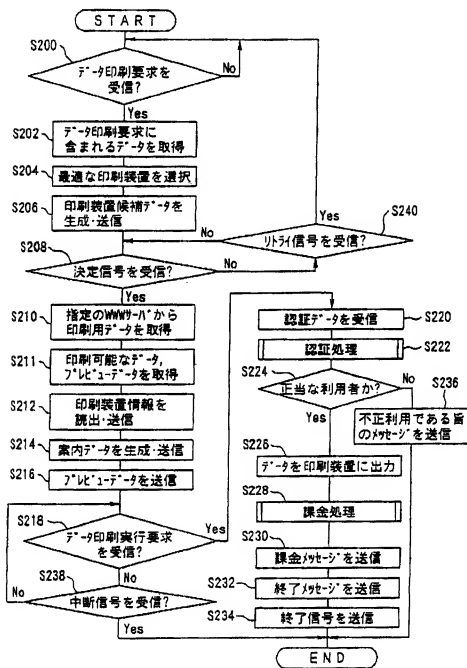 START
S200
データ印刷要求を
受信?
No
Yes
S202
データ印刷要求に
含まれるデータを取得
S204
最適な印刷装置を選択
S206
印刷装置候補データを
生成・送信
S208
決定信号を受信?
No
Yes
S240
リトライ信号を受信?
No
Yes
S210
指定のWWWサーバから
印刷用データを取得
S211
印刷可能なデータ,
プレビューデータを取得
S212
印刷装置情報を
読出・送信
S214
案内データを生成・送信
S216
プレビューデータを送信
S218
データ印刷実行要求
を受信?
Yes
No
S238
中断信号を受信?
No
Yes
S220
認証データを受信
S222
認証処理
S224
正当な利用者か?
No
Yes
S236
不正利用である旨
のメッセージを送信
S226
データを印刷装置に出力
S228
課金処理
S230
課金メッセージを送信
S232
終了メッセージを送信
S234
終了信号を送信
END